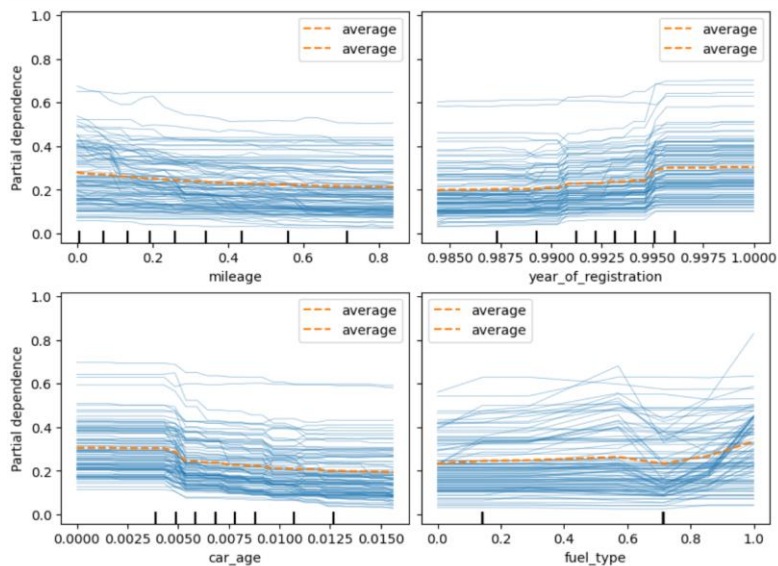 1.0
0.8
0.6
0.4
0.2
0.0
Partial dependence
average
average
0.0 0.2 0.4 0.6 0.8
mileage
average
average
0.9850 0.9875 0.9900 0.9925 0.9950 0.9975 1.0000
year_of_registration
1.0
0.8
0.6
0.4
0.2
0.0
Partial dependence
average
average
0.0000 0.0025 0.0050 0.0075 0.0100 0.0125 0.0150
car_age
average
average
0.0 0.2 0.4 0.6 0.8 1.0
fuel_type